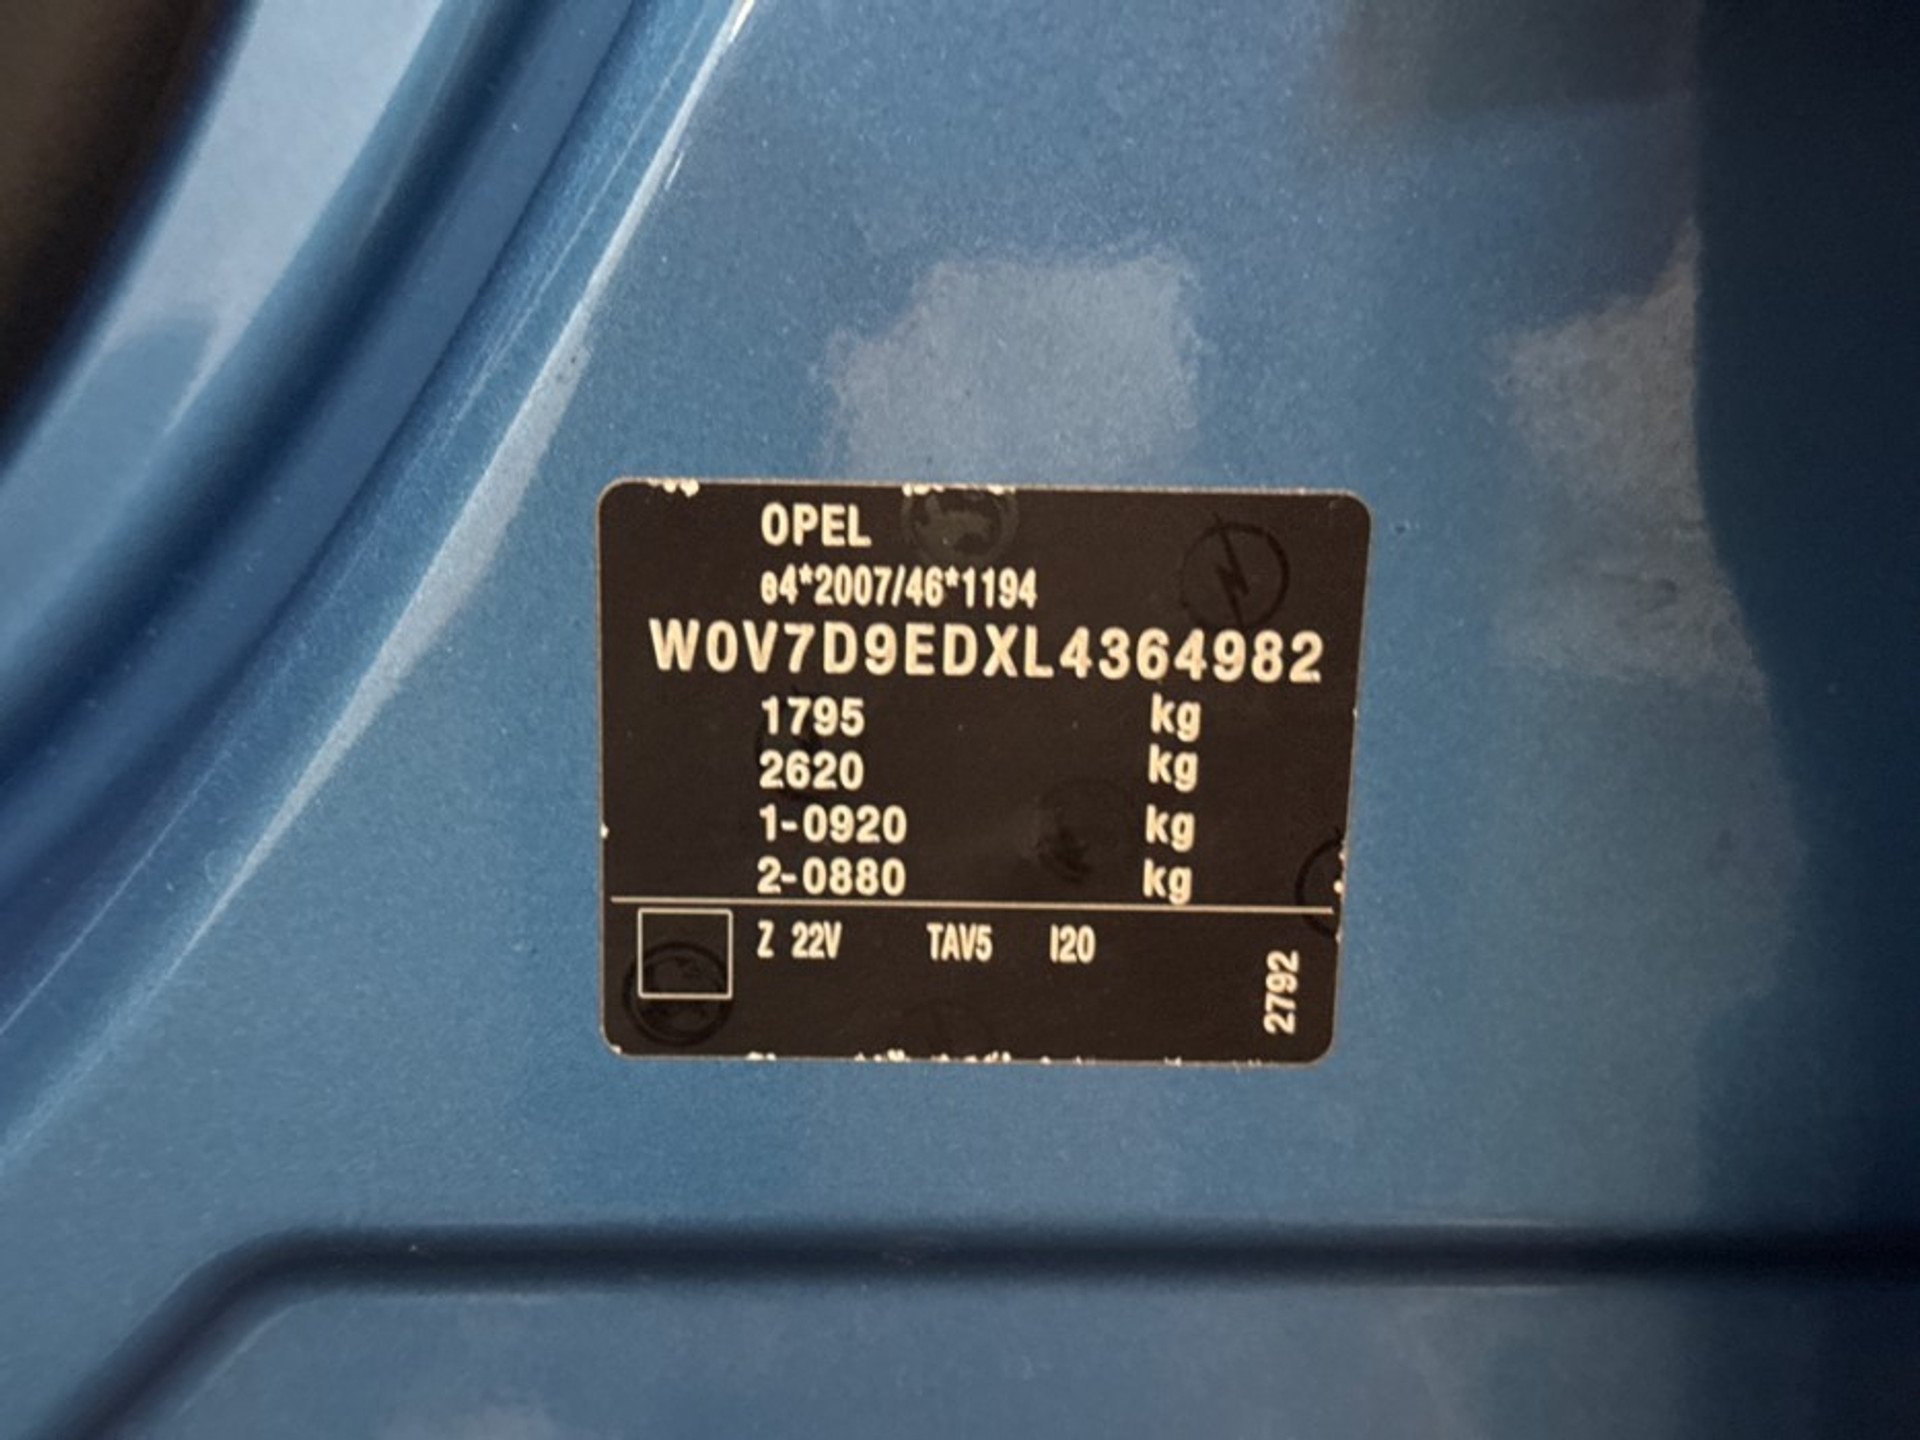 OPEL
e4*2007/46*1194
W0V7D9EDXL4364982
1795 kg
2620 kg
1-0920 kg
2-0880 kg
Z 22V TAV5 I20
2792